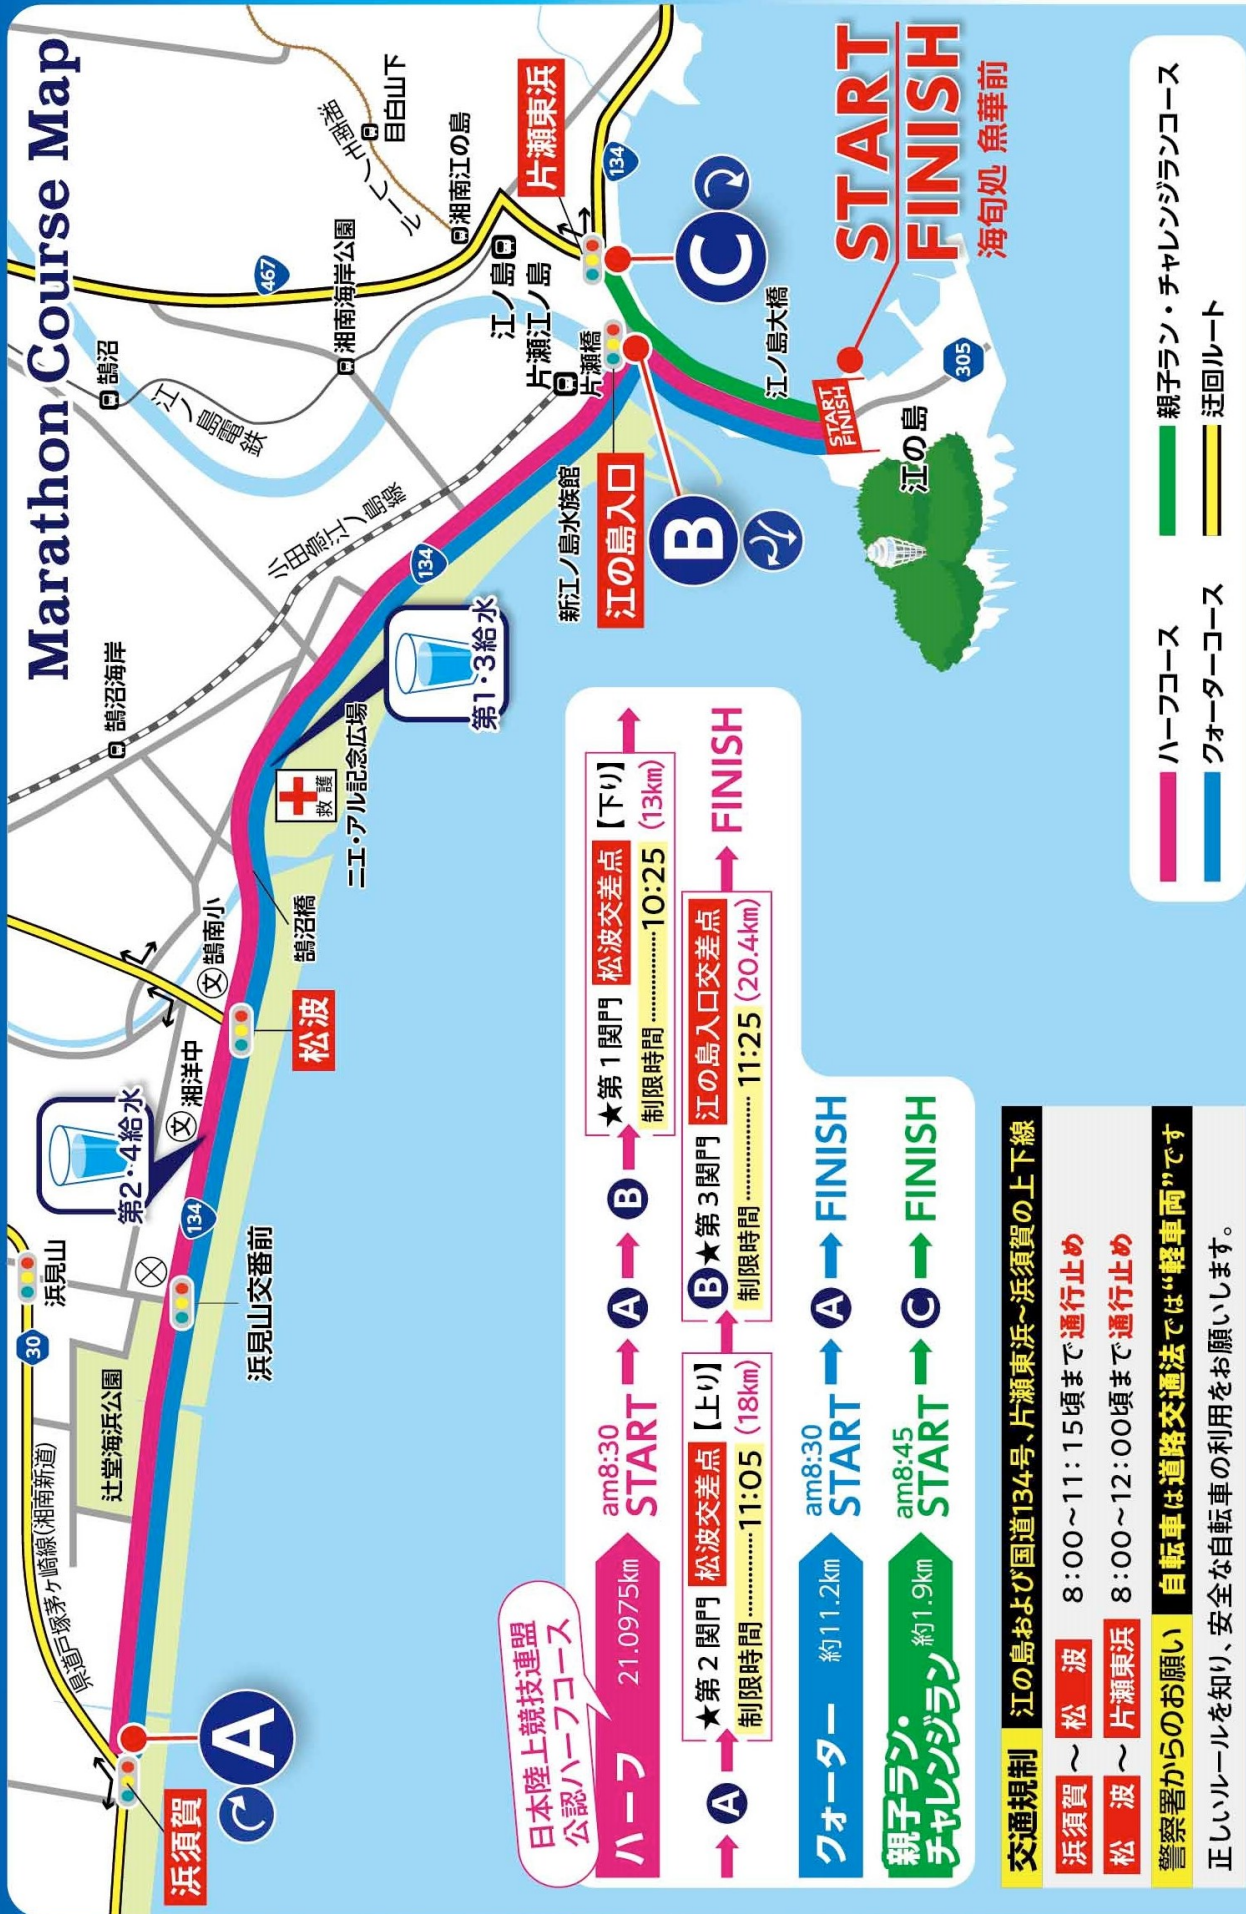 Marathon Course Map
START
FINISH
海旬処 魚華前
片瀬東浜
134
C
江ノ島大橋
START
FINISH
305
江の島
目白山下
湘南モノレール
湘南江の島
467
湘南海岸公園
鵠沼
江ノ島電鉄
江ノ島
片瀬江ノ島
片瀬橋
新江ノ島水族館
江の島入口
B
小田急江ノ島線
134
鵠沼海岸
第1・3給水
救護
ニエ・アル記念広場
鵠沼橋
文 鵠南小
松波
文 湘洋中
第2・4給水
134
浜見山
30
浜見山交番前
辻堂海浜公園
県道戸塚茅ヶ崎線(湘南新道)
A
浜須賀
日本陸上競技連盟
公認ハーフコース
ハーフ 21.0975km
am8:30
START A B
★第1関門 松波交差点 【下り】
制限時間………………10:25 (13km)
A
★第2関門 松波交差点 【上り】
制限時間………………11:05 (18km)
B ★第3関門 江の島入口交差点
制限時間………………11:25 (20.4km)
FINISH
クォーター 約11.2km
am8:30
START A FINISH
親子ラン・
チャレンジラン 約1.9km
am8:45
START C FINISH
ハーフコース
親子ラン・チャレンジランコース
クォーターコース
迂回ルート
交通規制 江の島および国道134号、片瀬東浜~浜須賀の上下線
浜須賀 ~ 松 波 8:00~11:15頃まで通行止め
松 波 ~ 片瀬東浜 8:00~12:00頃まで通行止め
警察署からのお願い 自転車は道路交通法では“軽車両”です
正しいルールを知り、安全な自転車の利用をお願いします。